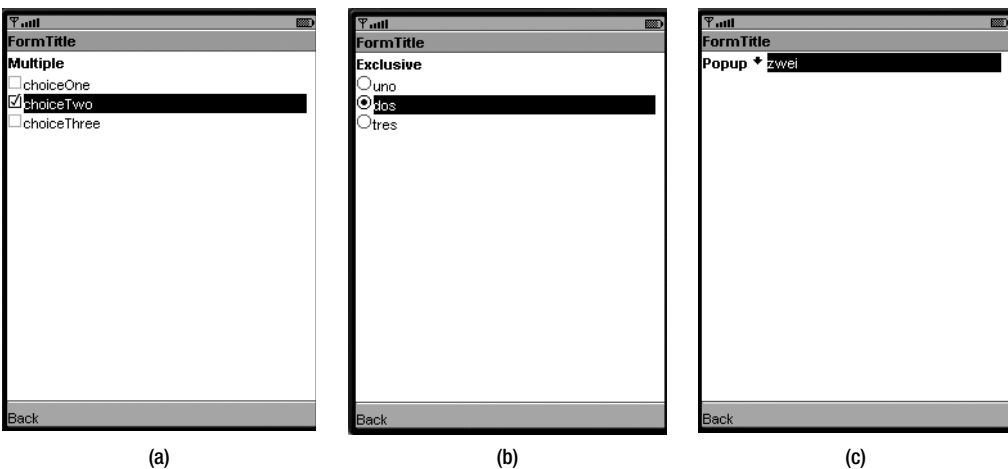 FormTitle
Multiple
choiceOne
choiceTwo
choiceThree
Back
(a)
FormTitle
Exclusive
uno
dos
tres
Back
(b)
FormTitle
Popup zwei
Back
(c)